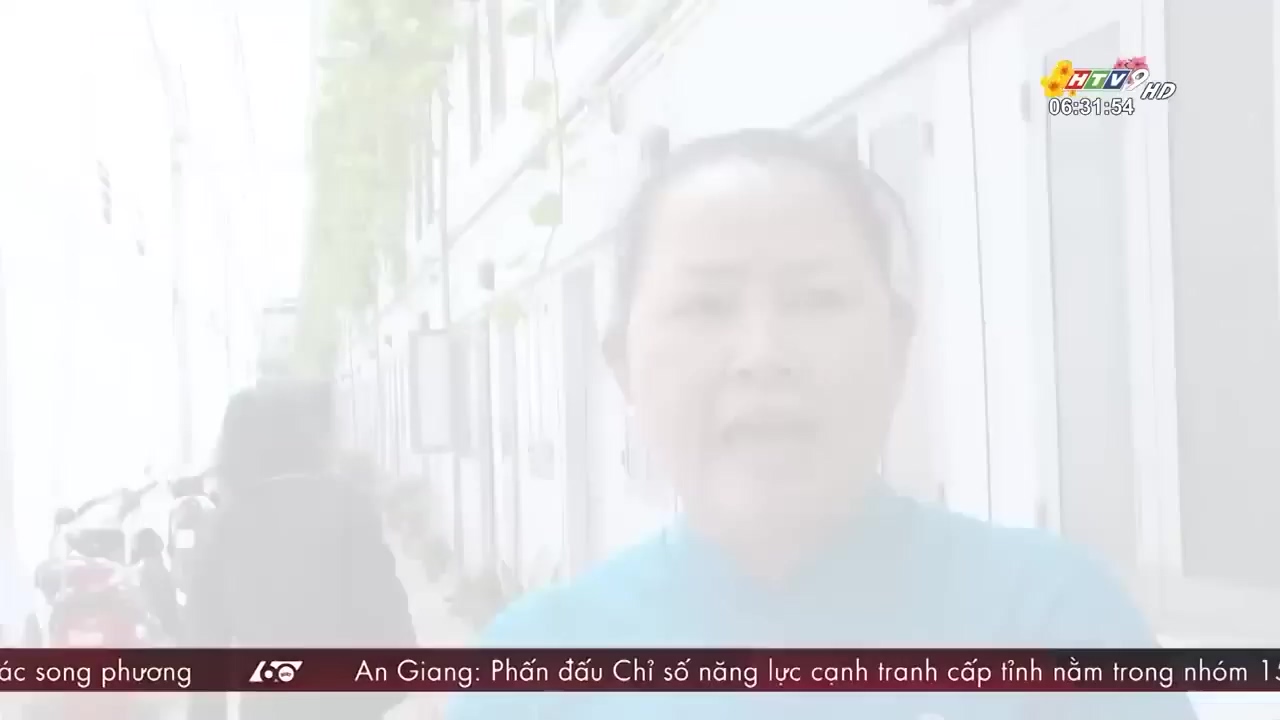 HTV9 HD
06:31:54
ác song phương 60 An Giang: Phấn đấu Chỉ số năng lực cạnh tranh cấp tỉnh nằm trong nhóm 15